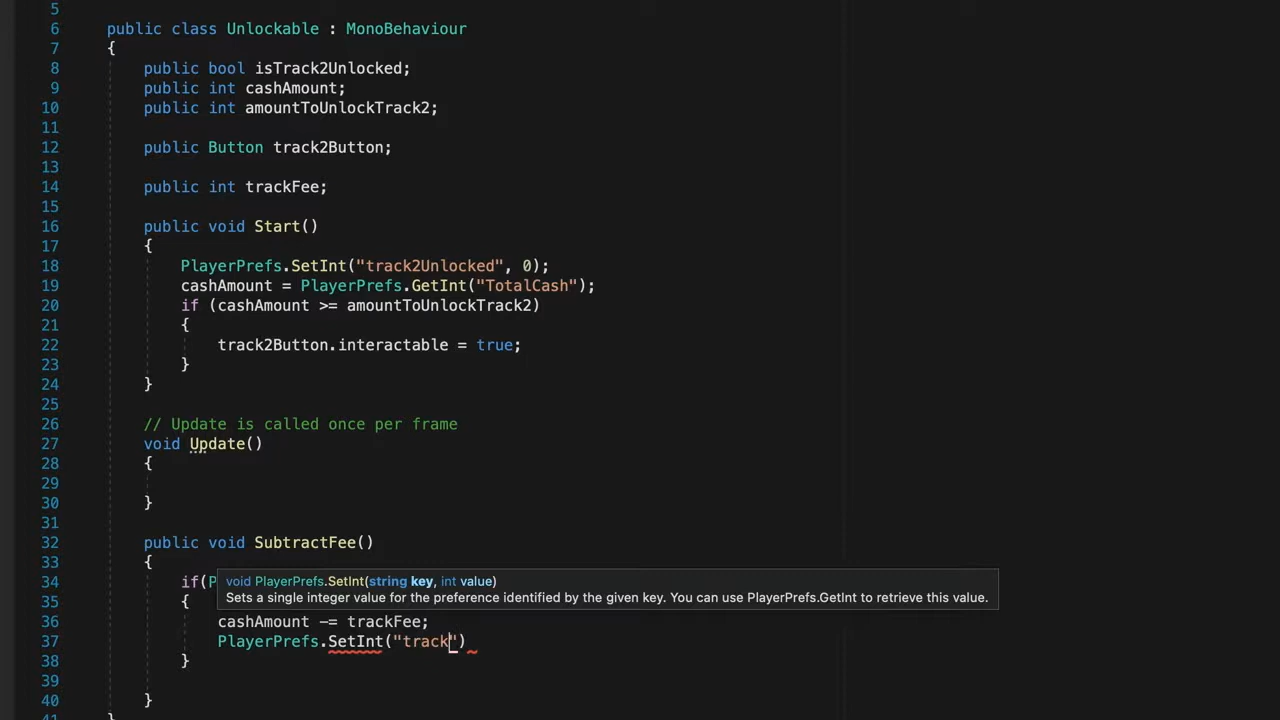 5
6 public class Unlockable : MonoBehaviour
7 {
8 public bool isTrack2Unlocked;
9 public int cashAmount;
10 public int amountToUnlockTrack2;
11
12 public Button track2Button;
13
14 public int trackFee;
15
16 public void Start()
17 {
18 PlayerPrefs.SetInt("track2Unlocked", 0);
19 cashAmount = PlayerPrefs.GetInt("TotalCash");
20 if (cashAmount >= amountToUnlockTrack2)
21 {
22 track2Button.interactable = true;
23 }
24 }
25
26 // Update is called once per frame
27 void Update()
28 {
29
30 }
31
32 public void SubtractFee()
33 {
34 if(P
void PlayerPrefs.SetInt(string key, int value)
Sets a single integer value for the preference identified by the given key. You can use PlayerPrefs.GetInt to retrieve this value.
35 {
36 cashAmount -= trackFee;
37 PlayerPrefs.SetInt("track")
38 }
39
40 }
41 }